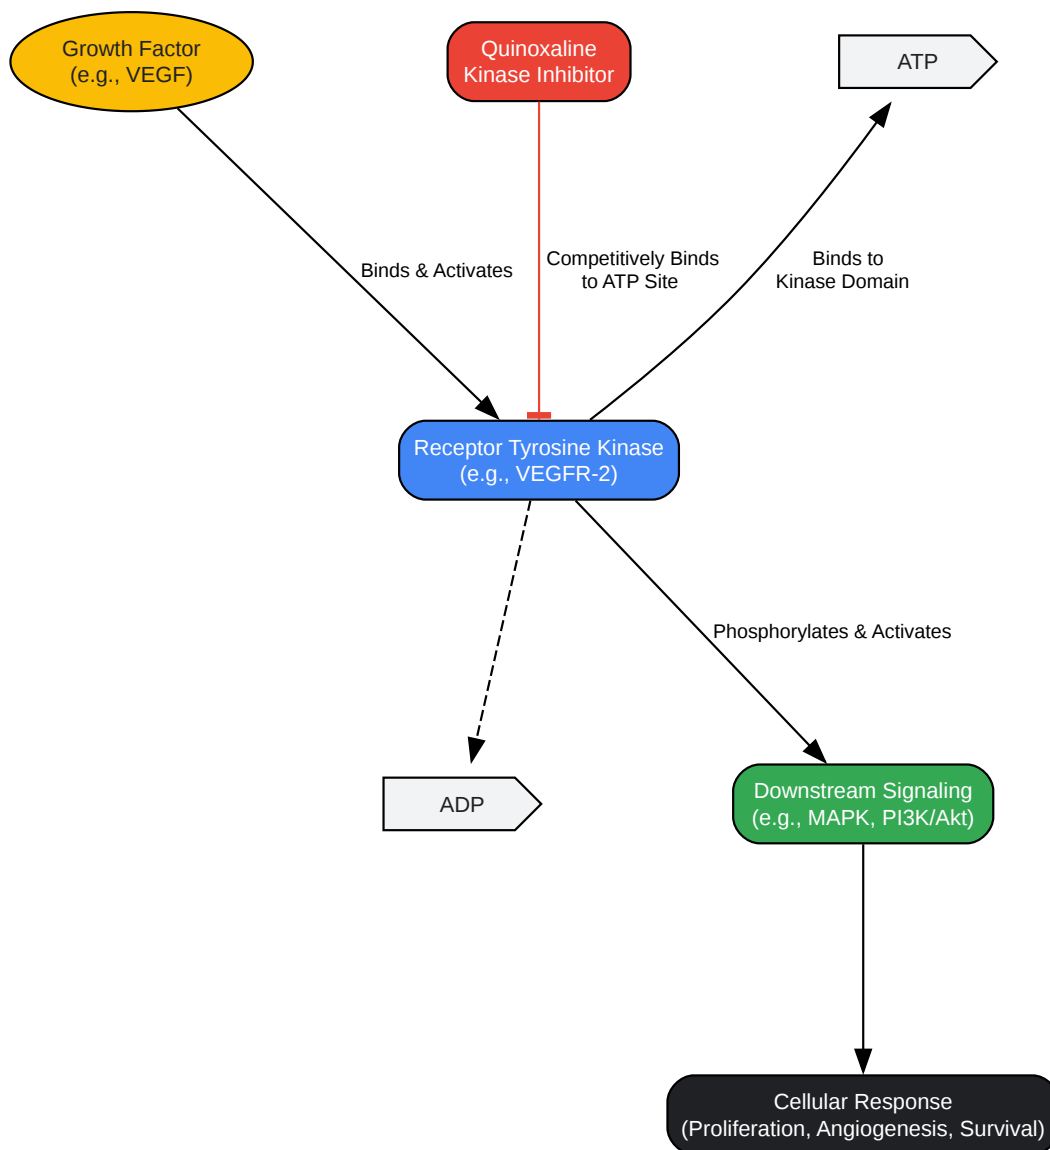 Growth Factor
(e.g., VEGF)
Quinoxaline
Kinase Inhibitor
ATP
Binds & Activates
Competitively Binds
to ATP Site
Binds to
Kinase Domain
Receptor Tyrosine Kinase
(e.g., VEGFR-2)
Phosphorylates & Activates
ADP
Downstream Signaling
(e.g., MAPK, PI3K/Akt)
Cellular Response
(Proliferation, Angiogenesis, Survival)